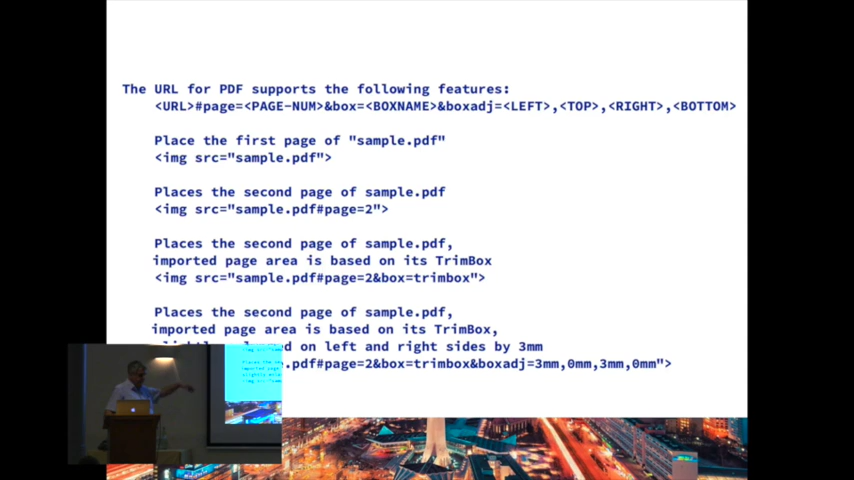 The URL for PDF supports the following features:
<URL>#page=<PAGE-NUM>&box=<BOXNAME>&boxadj=<LEFT>,<TOP>,<RIGHT>,<BOTTOM>
Place the first page of "sample.pdf"
<img src="sample.pdf">
Places the second page of sample.pdf
<img src="sample.pdf#page=2">
Places the second page of sample.pdf,
imported page area is based on its TrimBox
<img src="sample.pdf#page=2&box=trimbox">
Places the second page of sample.pdf,
imported page area is based on its TrimBox,
on left and right sides by 3mm
.pdf#page=2&box=trimbox&boxadj=3mm,0mm,3mm,0mm">